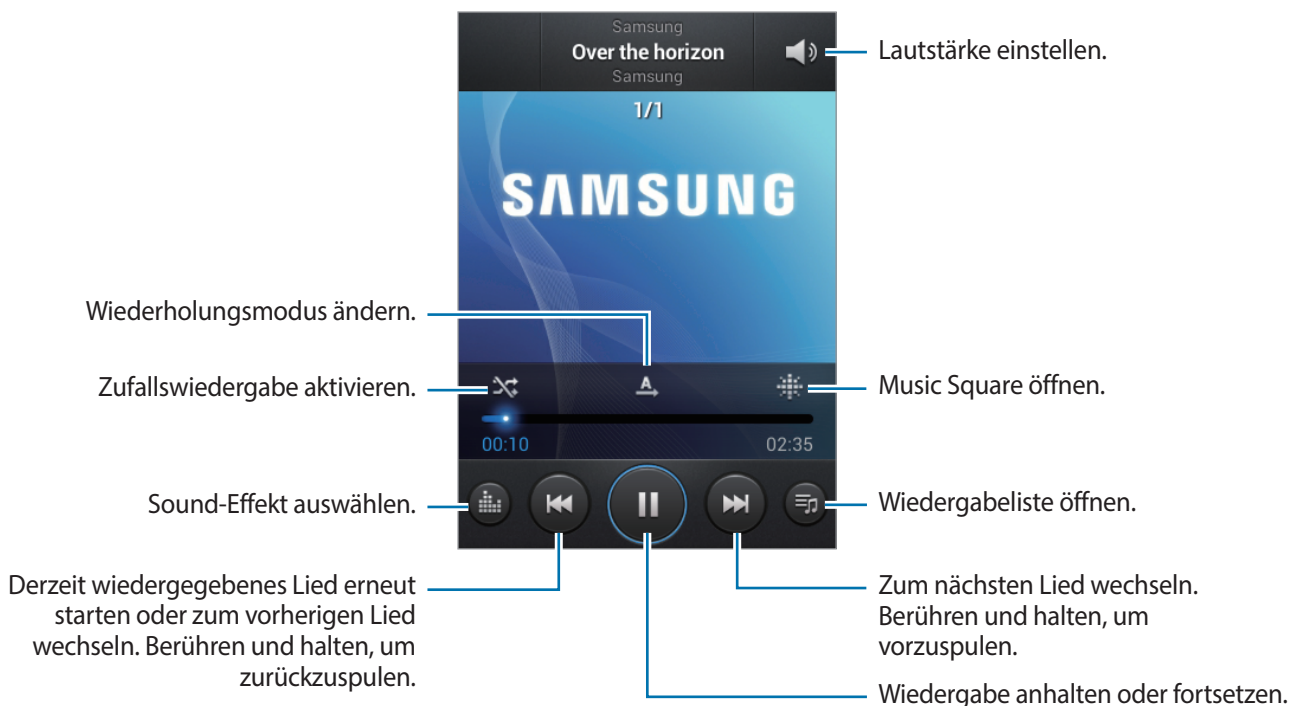 Samsung
Over the horizon
Samsung
Lautstärke einstellen.
1/1
SAMSUNG
Wiederholungsmodus ändern.
Zufallswiedergabe aktivieren.
A
Music Square öffnen.
00:10
02:35
Sound-Effekt auswählen.
Wiedergabeliste öffnen.
Derzeit wiedergegebenes Lied erneut
starten oder zum vorherigen Lied
wechseln. Berühren und halten, um
zurückzuspulen.
Zum nächsten Lied wechseln.
Berühren und halten, um
vorzuspulen.
Wiedergabe anhalten oder fortsetzen.